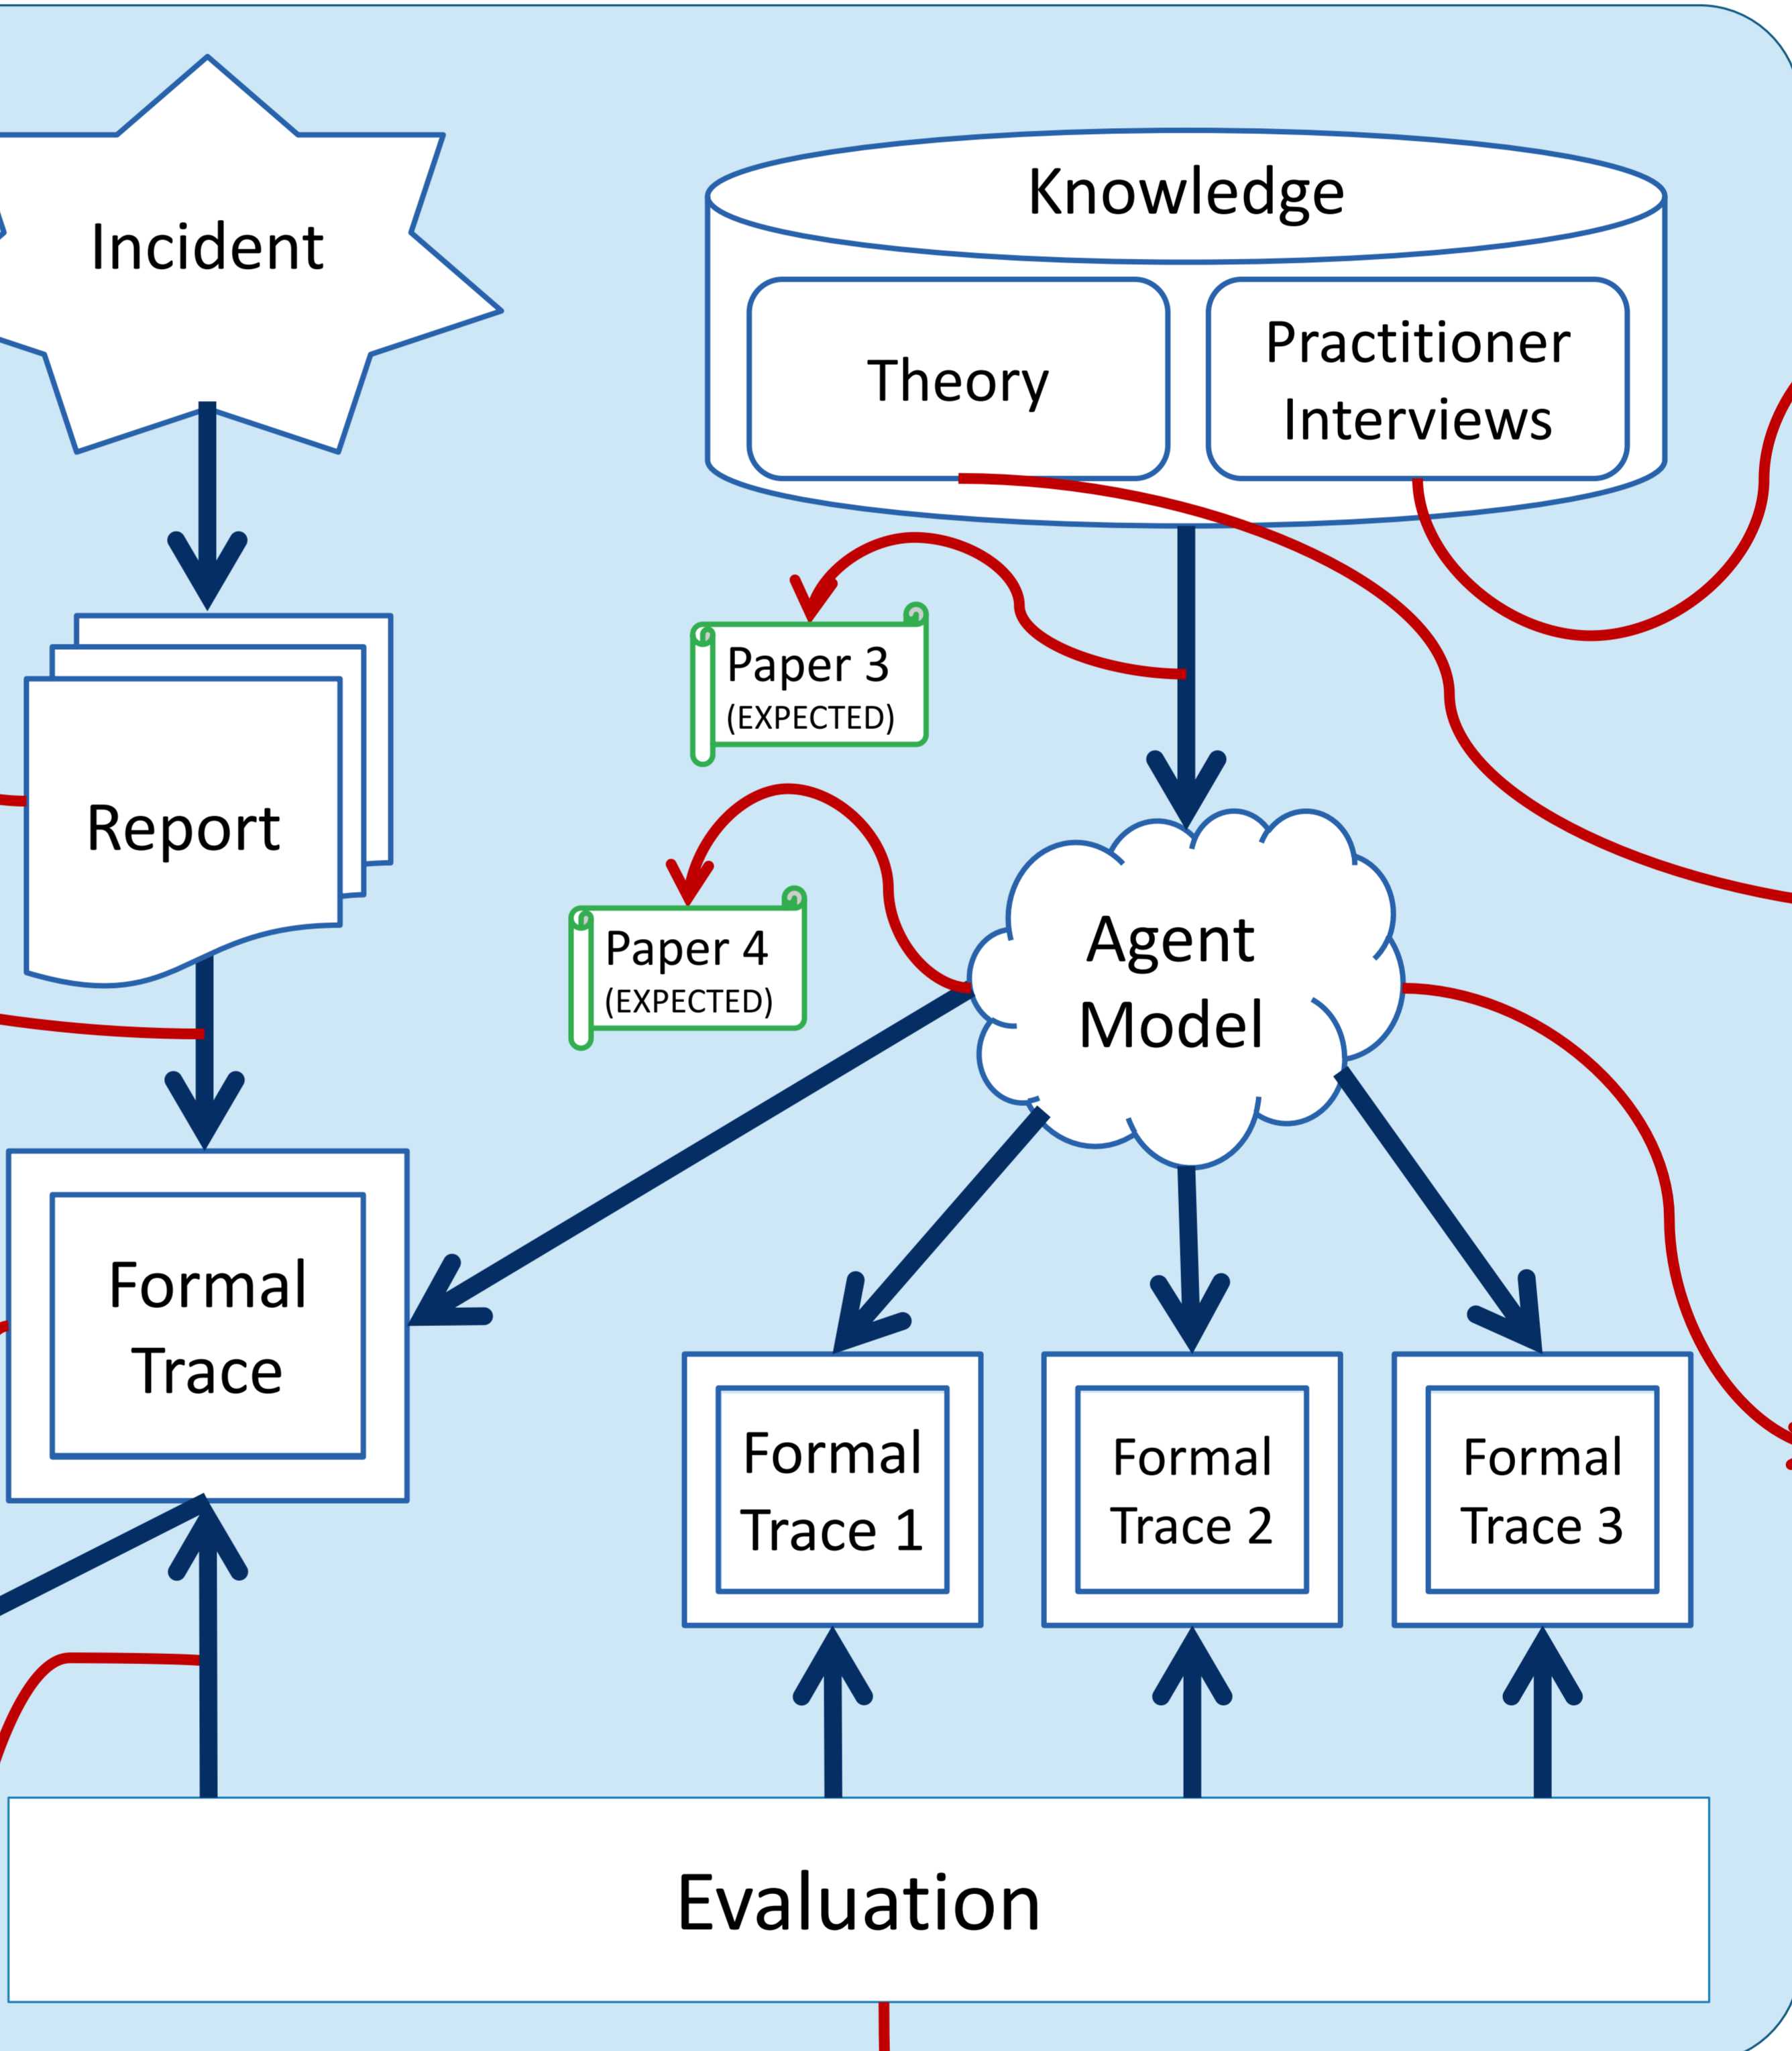 Incident
Knowledge
Theory
Practitioner
Interviews
Paper 3
(EXPECTED)
Report
Paper 4
(EXPECTED)
Agent
Model
Formal
Trace
Formal
Trace 1
Formal
Trace 2
Formal
Trace 3
Evaluation